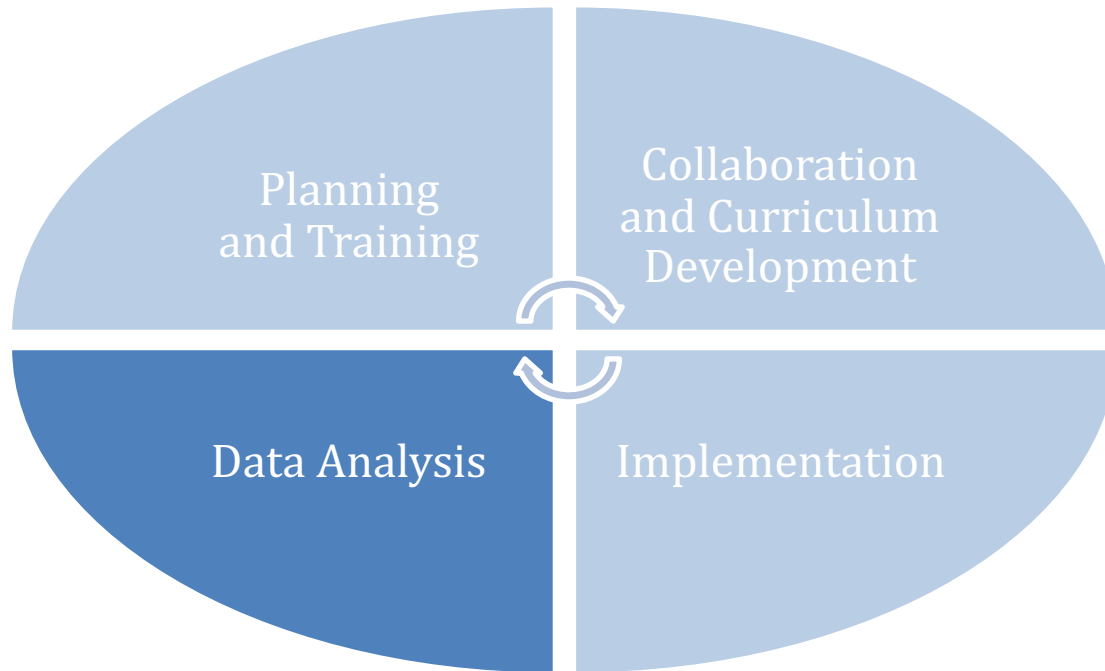 Planning
and Training
Collaboration
and Curriculum
Development
Data Analysis
Implementation